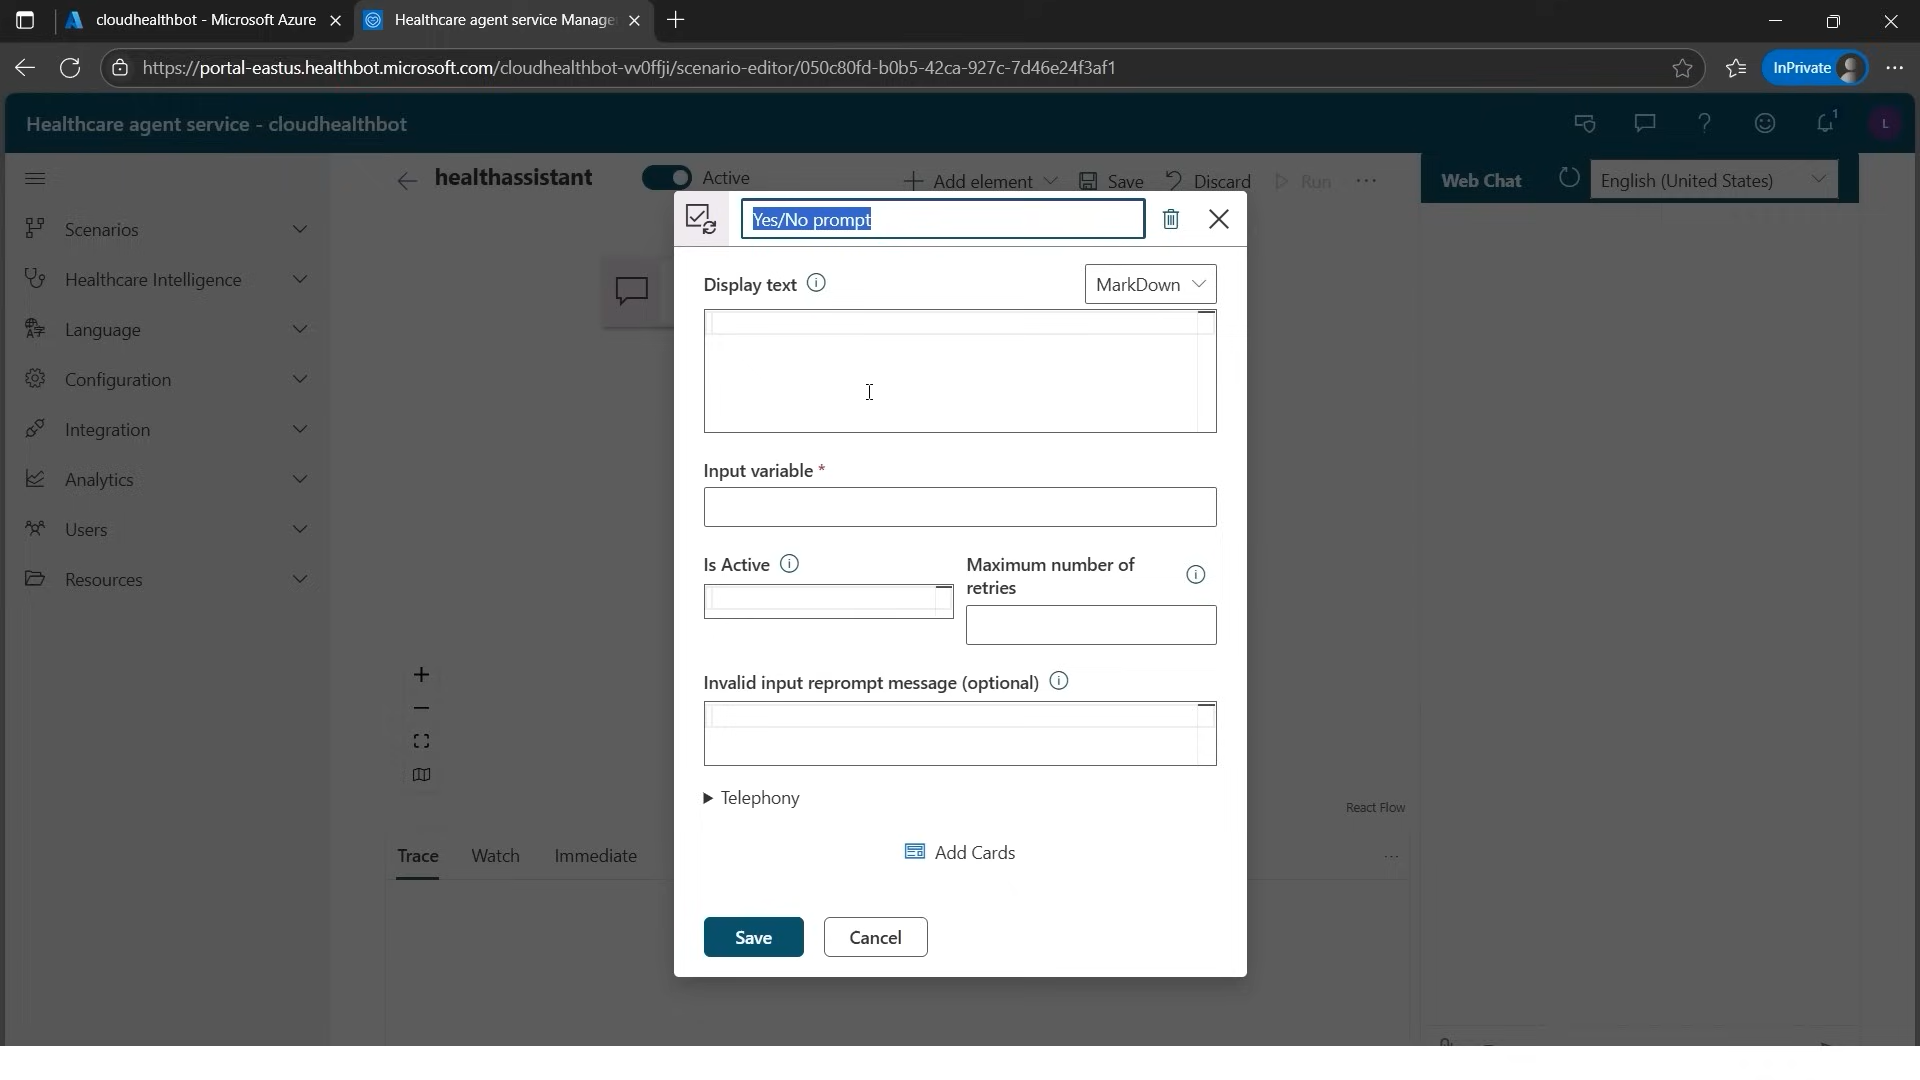 cloudhealthbot - Microsoft Azure
Healthcare agent service Manage
https://portal-eastus.healthbot.microsoft.com/cloudhealthbot-vv0ffji/scenario-editor/050c80fd-b0b5-42ca-927c-7d46e24f3af1
InPrivate
Healthcare agent service - cloudhealthbot
1
L
healthassistant
Active
Add element
Save
Discard
Run
Web Chat
English (United States)
Scenarios
Healthcare Intelligence
Language
Configuration
Integration
Analytics
Users
Resources
Yes/No prompt
Display text
MarkDown
Input variable *
Is Active
Maximum number of
retries
Invalid input reprompt message (optional)
Telephony
Add Cards
Save
Cancel
React Flow
Trace
Watch
Immediate